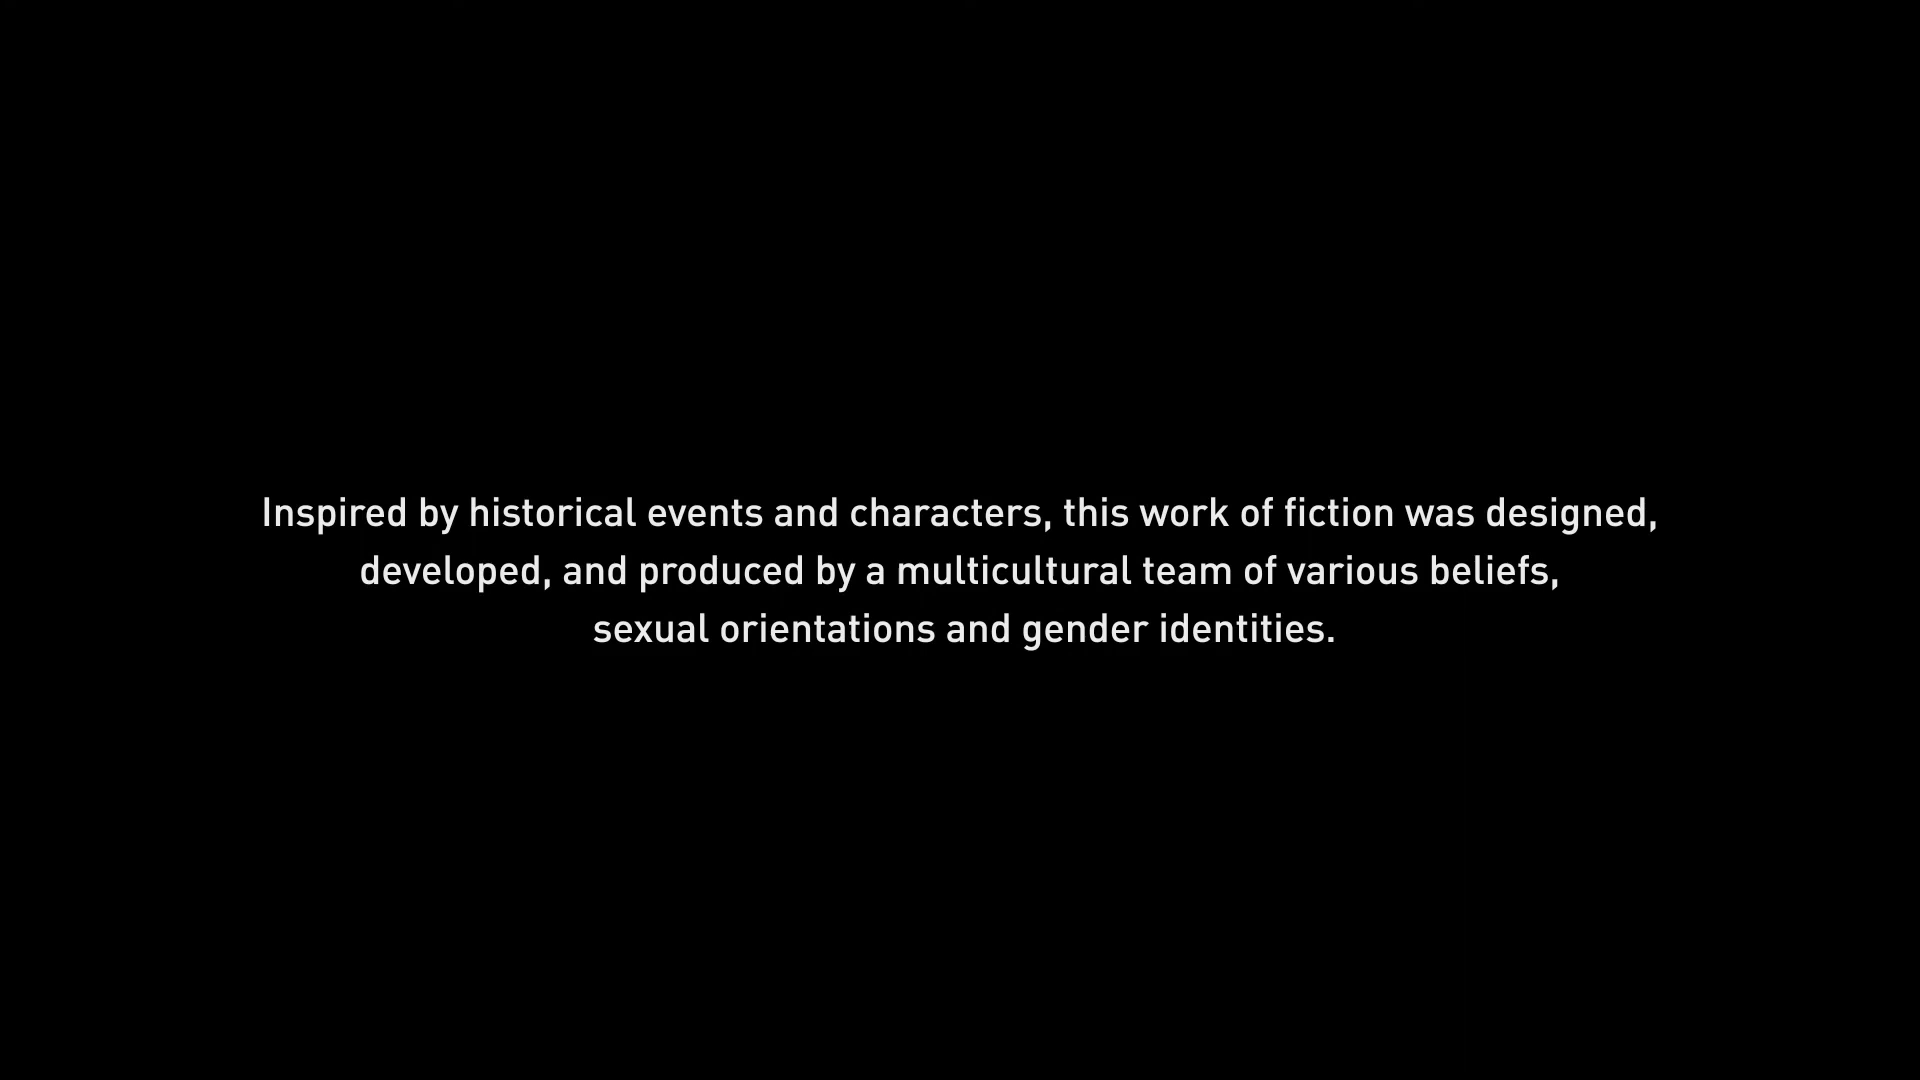 Inspired by historical events and characters, this work of fiction was designed,
developed, and produced by a multicultural team of various beliefs,
sexual orientations and gender identities.